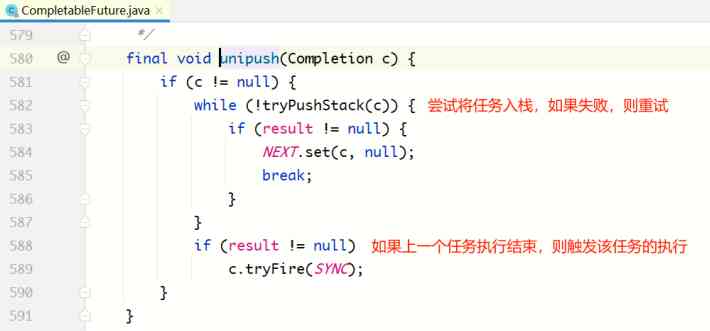 CompletableFuture.java
579 */
580 @ final void unipush(Completion c) {
581 if (c != null) {
582 while (!tryPushStack(c)) { 尝试将任务入栈，如果失败，则重试
583 if (result != null) {
584 NEXT.set(c, null);
585 break;
586 }
587 }
588 if (result != null) 如果上一个任务执行结束，则触发该任务的执行
589 c.tryFire(SYNC);
590 }
591 }